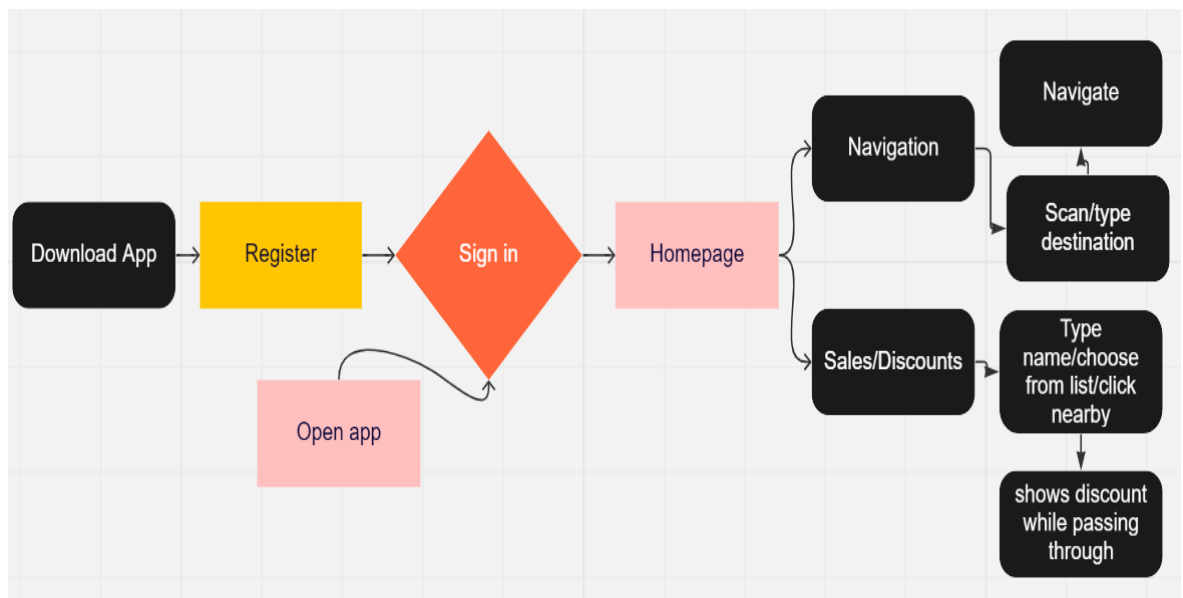 Download App
Register
Sign in
Open app
Homepage
Navigation
Scan/type
destination
Navigate
Sales/Discounts
Type
name/choose
from list/click
nearby
shows discount
while passing
through